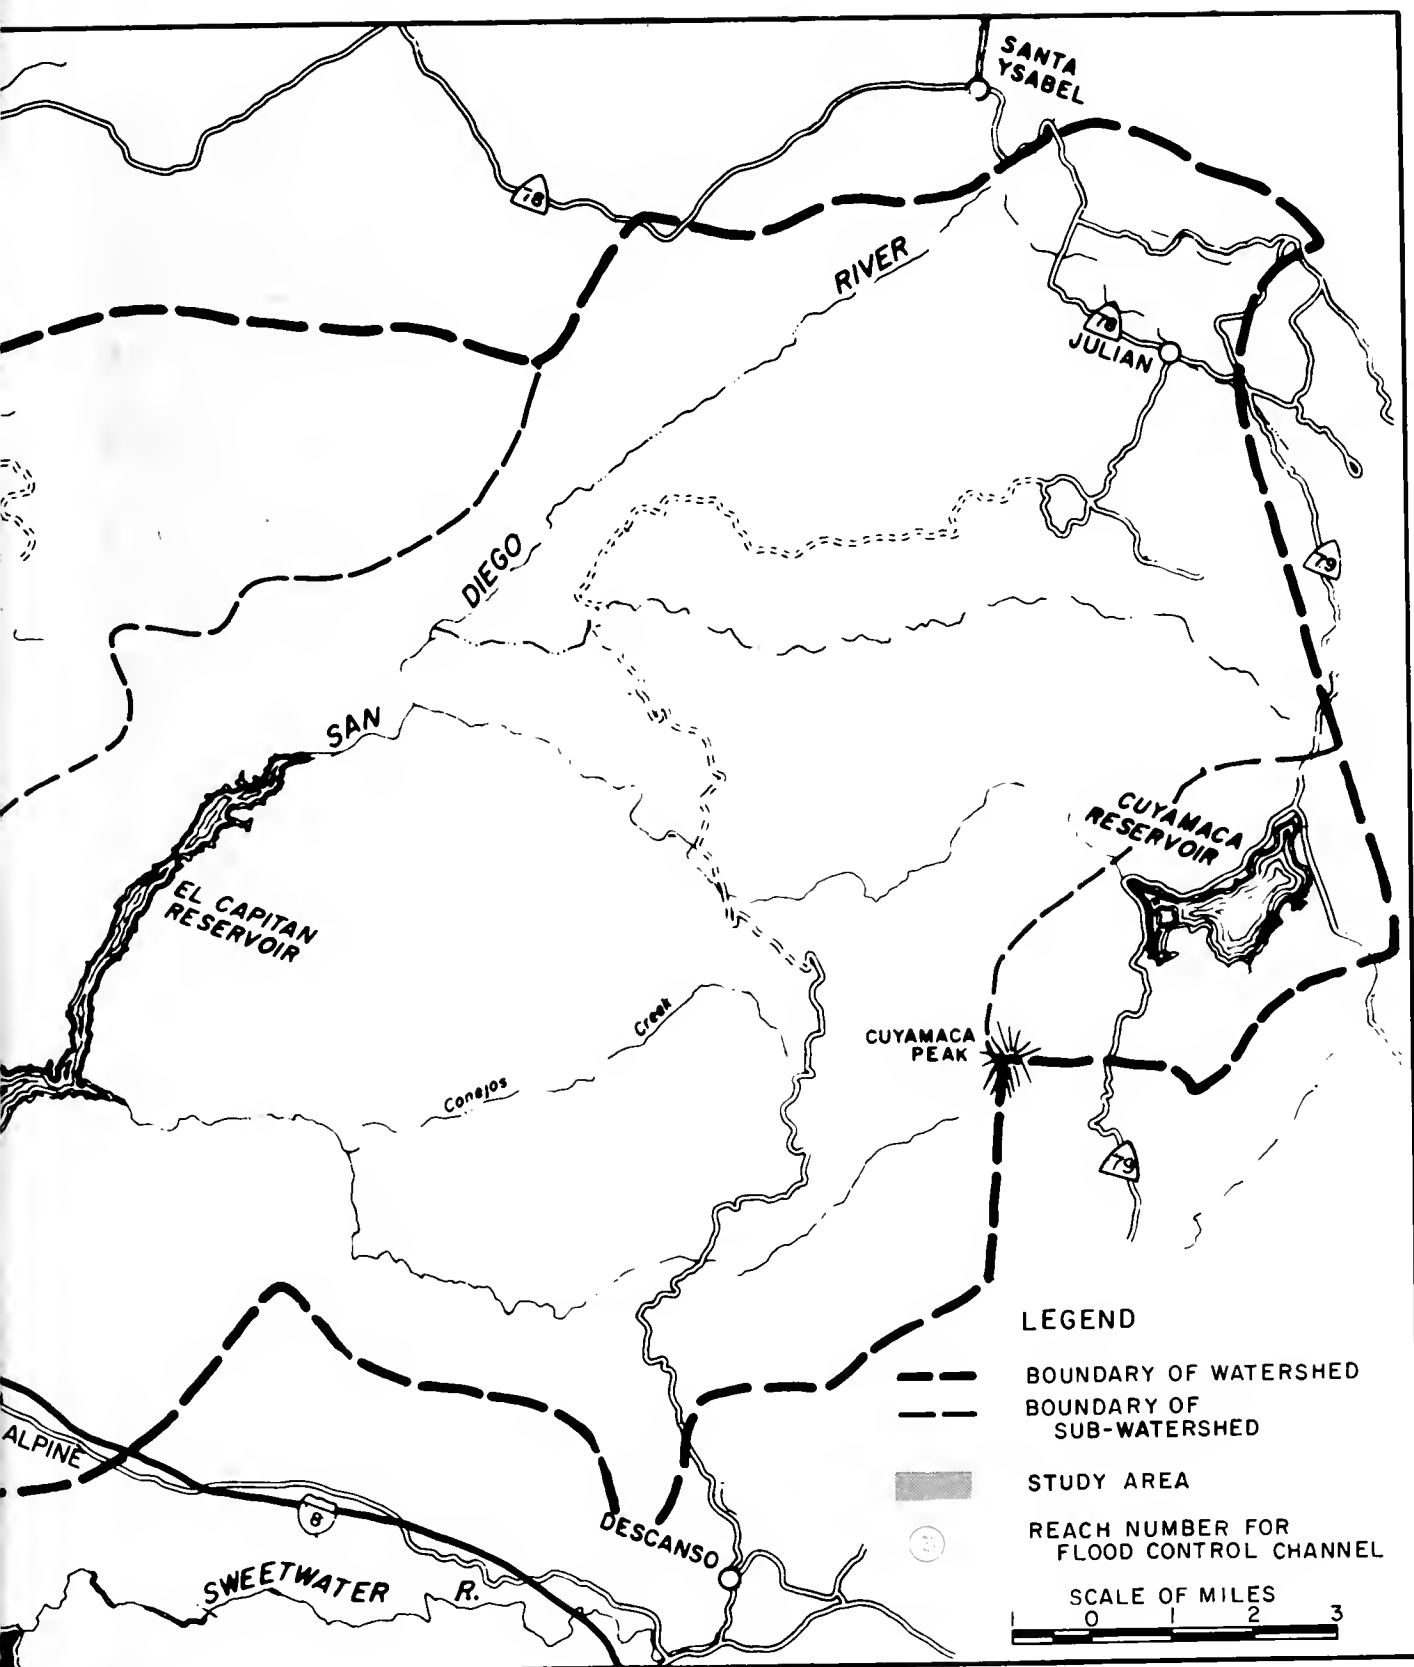 SANTA
YSABEL
78
RIVER
78
JULIAN
DIEGO
79
SAN
CUYAMACA
RESERVOIR
EL CAPITAN
RESERVOIR
Creek
CUYAMACA
PEAK
Conejos
79
LEGEND
BOUNDARY OF WATERSHED
BOUNDARY OF
SUB-WATERSHED
ALPINE
STUDY AREA
8
DESCANSO
REACH NUMBER FOR
FLOOD CONTROL CHANNEL
SWEETWATER R.
SCALE OF MILES
1 0 1 2 3